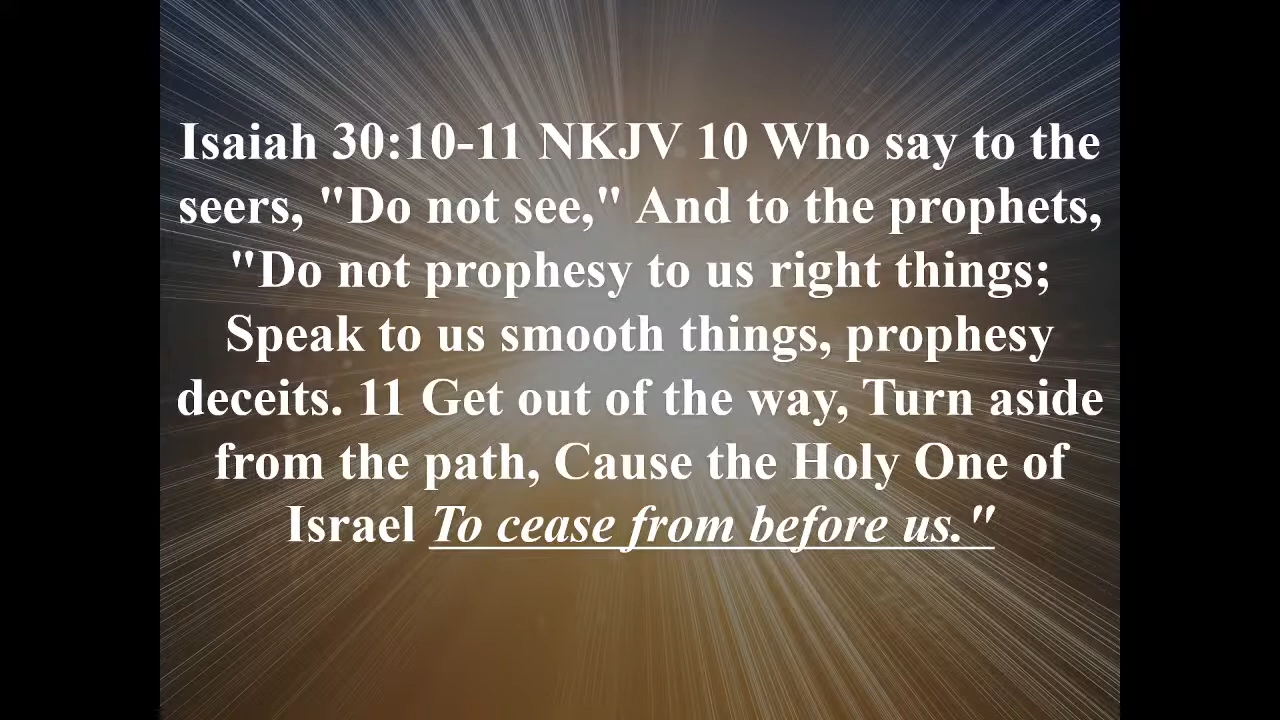 Isaiah 30:10-11 NKJV 10 Who say to the
seers, "Do not see," And to the prophets,
"Do not prophesy to us right things;
Speak to us smooth things, prophesy
deceits. 11 Get out of the way, Turn aside
from the path, Cause the Holy One of
Israel To cease from before us."